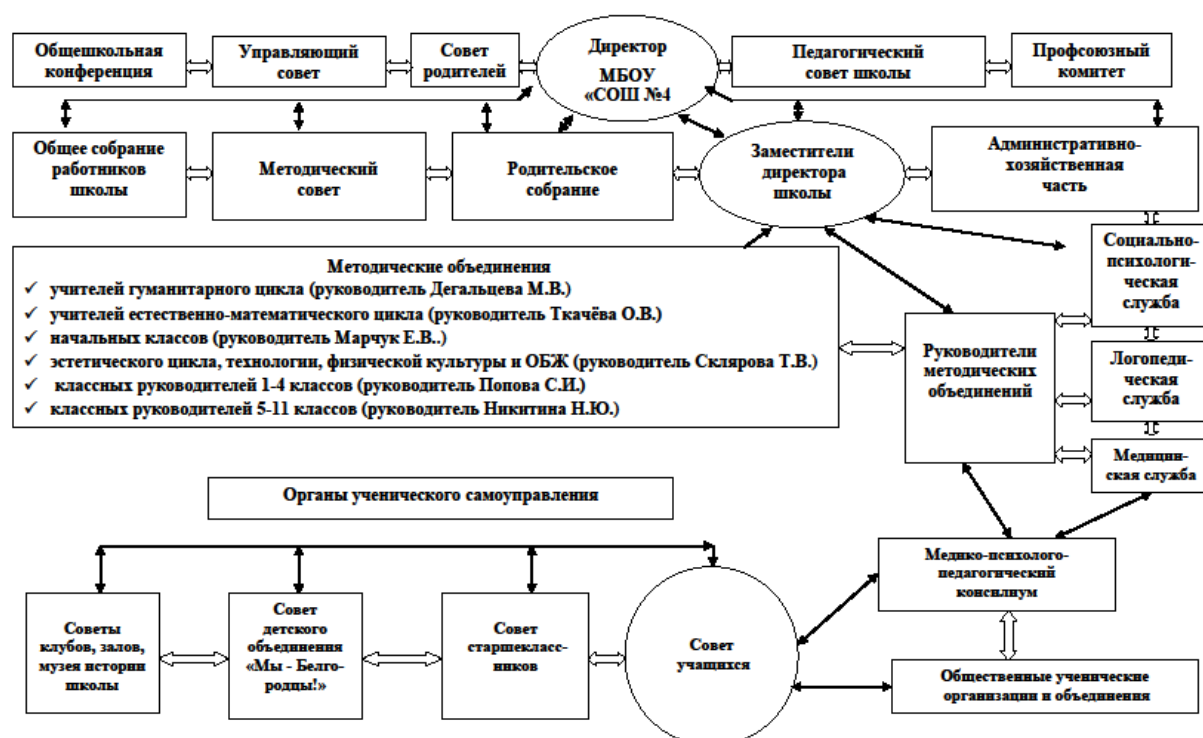 Общешкольная
конференция
Управляющий
совет
Совет
родителей
Директор
МБОУ
«СОШ №4
Педагогический
совет школы
Профсоюзный
комитет
Общее собрание
работников
школы
Методический
совет
Родительское
собрание
Заместители
директора
школы
Административно-
хозяйственная
часть
Методические объединения
✓ учителей гуманитарного цикла (руководитель Дегальцева М.В.)
✓ учителей естественно-математического цикла (руководитель Ткачёва О.В.)
✓ начальных классов (руководитель Марчук Е.В..)
✓ эстетического цикла, технологии, физической культуры и ОБЖ (руководитель Склярова Т.В.)
✓ классных руководителей 1-4 классов (руководитель Попова С.И.)
✓ классных руководителей 5-11 классов (руководитель Никитина Н.Ю.)
Руководители
методических
объединений
Социально-
психологи-
ческая
служба
Логопеди-
ческая
служба
Медицин-
ская служба
Органы ученического самоуправления
Медико-психолого-
педагогический
консилиум
Советы
клубов, залов,
музея истории
школы
Совет
детского
объединения
«Мы - Белго-
родцы!»
Совет
старшекласс-
ников
Совет
учащихся
Общественные ученические
организации и объединения